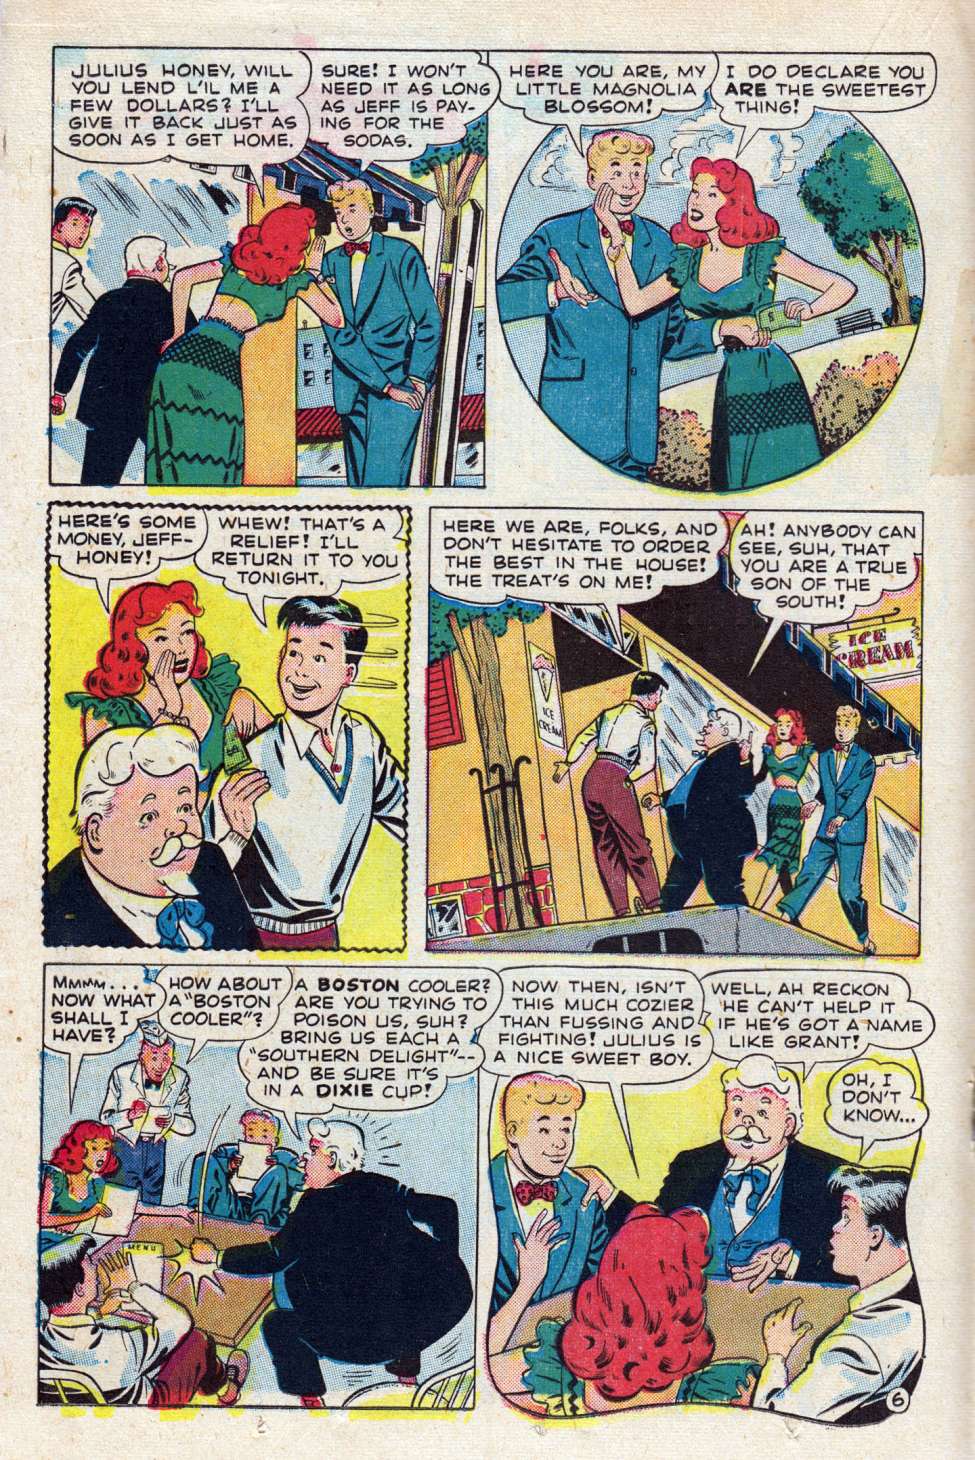 JULIUS HONEY, WILL
YOU LEND L'IL ME A
FEW DOLLARS? I'LL
GIVE IT BACK JUST AS
SOON AS I GET HOME.
SURE! I WON'T
NEED IT AS LONG
AS JEFF IS PAY-
ING FOR THE
SODAS.
HERE YOU ARE, MY
LITTLE MAGNOLIA
BLOSSOM!
I DO DECLARE YOU
ARE THE SWEETEST
THING!
HERE'S SOME
MONEY, JEFF-
HONEY!
WHEW! THAT'S A
RELIEF! I'LL
RETURN IT TO YOU
TONIGHT.
HERE WE ARE, FOLKS, AND
DON'T HESITATE TO ORDER
THE BEST IN THE HOUSE!
THE TREAT'S ON ME!
AH! ANYBODY CAN
SEE, SUH, THAT
YOU ARE A TRUE
SON OF THE
SOUTH!
ICE
CREAM
ICE
CREAM
MMMM...
NOW WHAT
SHALL I
HAVE?
HOW ABOUT
A "BOSTON
COOLER"?
A BOSTON COOLER?
ARE YOU TRYING TO
POISON US, SUH?
BRING US EACH A
"SOUTHERN DELIGHT"--
AND BE SURE IT'S
IN A DIXIE CUP!
MENU
NOW THEN, ISN'T
THIS MUCH COZIER
THAN FUSSING AND
FIGHTING! JULIUS IS
A NICE SWEET BOY.
WELL, AH RECKON
HE CAN'T HELP IT
IF HE'S GOT A NAME
LIKE GRANT!
OH, I
DON'T
KNOW...
6